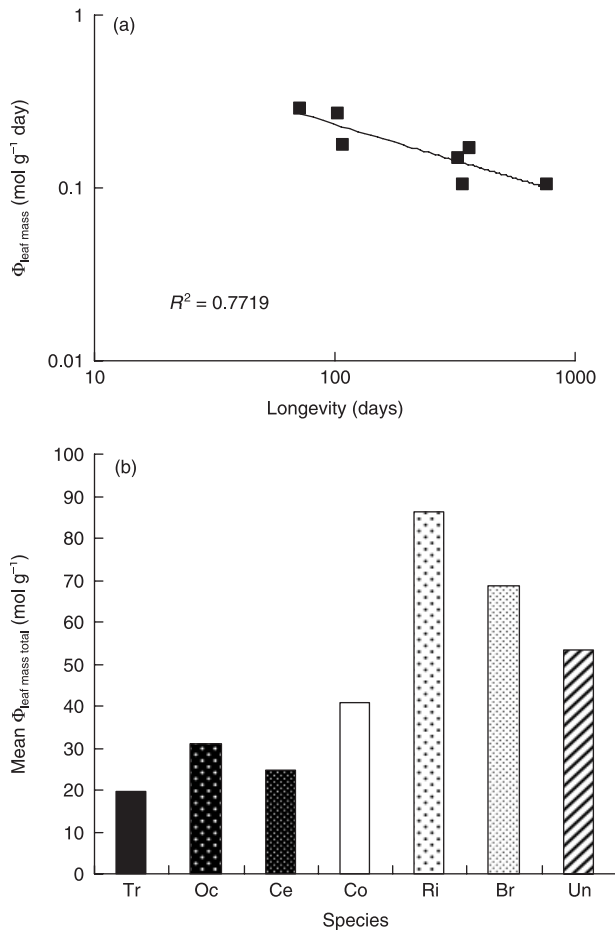 (a)
1
0.1
0.01
10
100
1000
Φleaf mass (mol g⁻¹ day)
R² = 0.7719
Longevity (days)
(b)
100
90
80
70
60
50
40
30
20
10
0
Mean Φleaf mass total (mol g⁻¹)
Tr Oc Ce Co Ri Br Un
Species